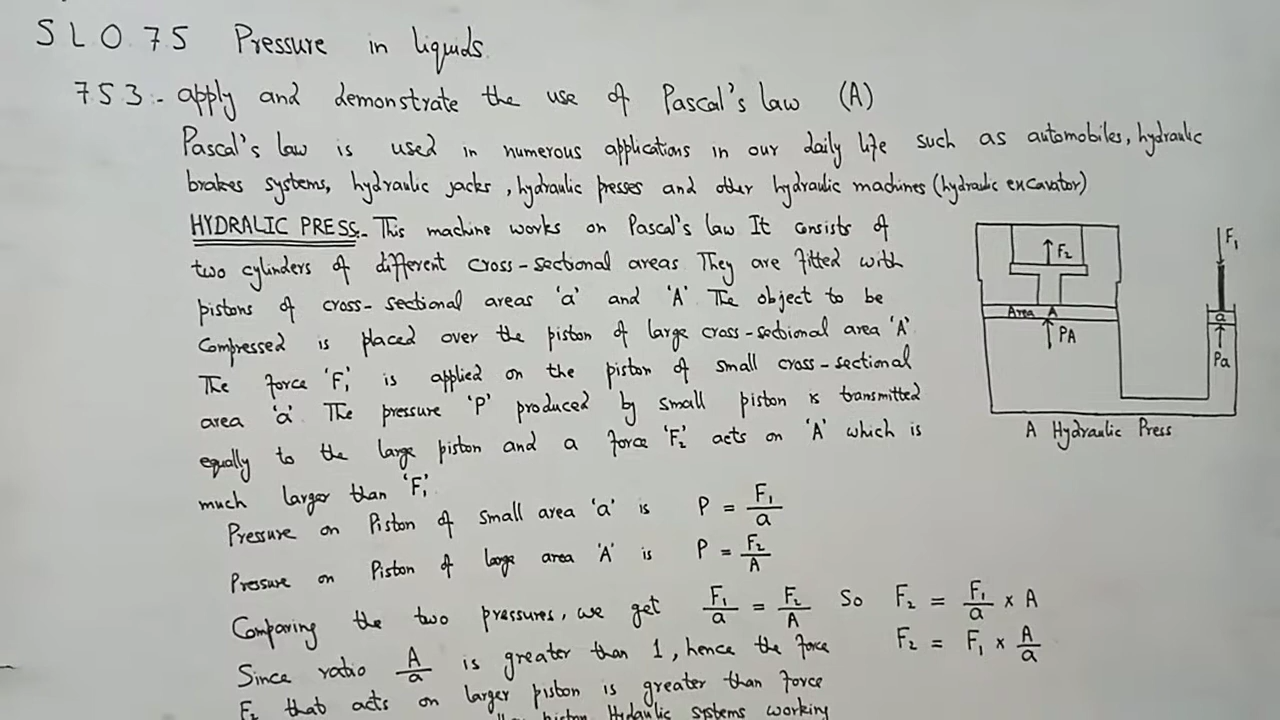 SLO 75 Pressure in liquids.
753:- apply and demonstrate the use of Pascal's law (A)
Pascal's law is used in numerous applications in our daily life such as automobiles, hydraulic
brakes systems, hydraulic jacks, hydraulic presses and other hydraulic machines (hydraulic excavator)
HYDRALIC PRESS:- This machine works on Pascal's law It consists of
two cylinders of different cross-sectional areas They are fitted with
pistons of cross-sectional areas 'a' and 'A' The object to be
Compressed is placed over the piston of large cross-sectional area 'A'
The force 'F₁' is applied on the piston of small cross-sectional
area 'a' The pressure 'P' produced by small piston is transmitted
equally to the large piston and a force 'F₂' acts on 'A' which is
much larger than 'F₁'
F₂
F₁
Area A
a
PA
Pa
A Hydraulic Press
Pressure on Piston of small area 'a' is P = F₁/a
Pressure on Piston of large area 'A' is P = F₂/A
Comparing the two pressures, we get F₁/a = F₂/A So F₂ = F₁/a × A
Since ratio A/a is greater than 1, hence the force F₂ = F₁ × A/a
F₂ that acts on larger piston is greater than force
piston Hydraulic systems working